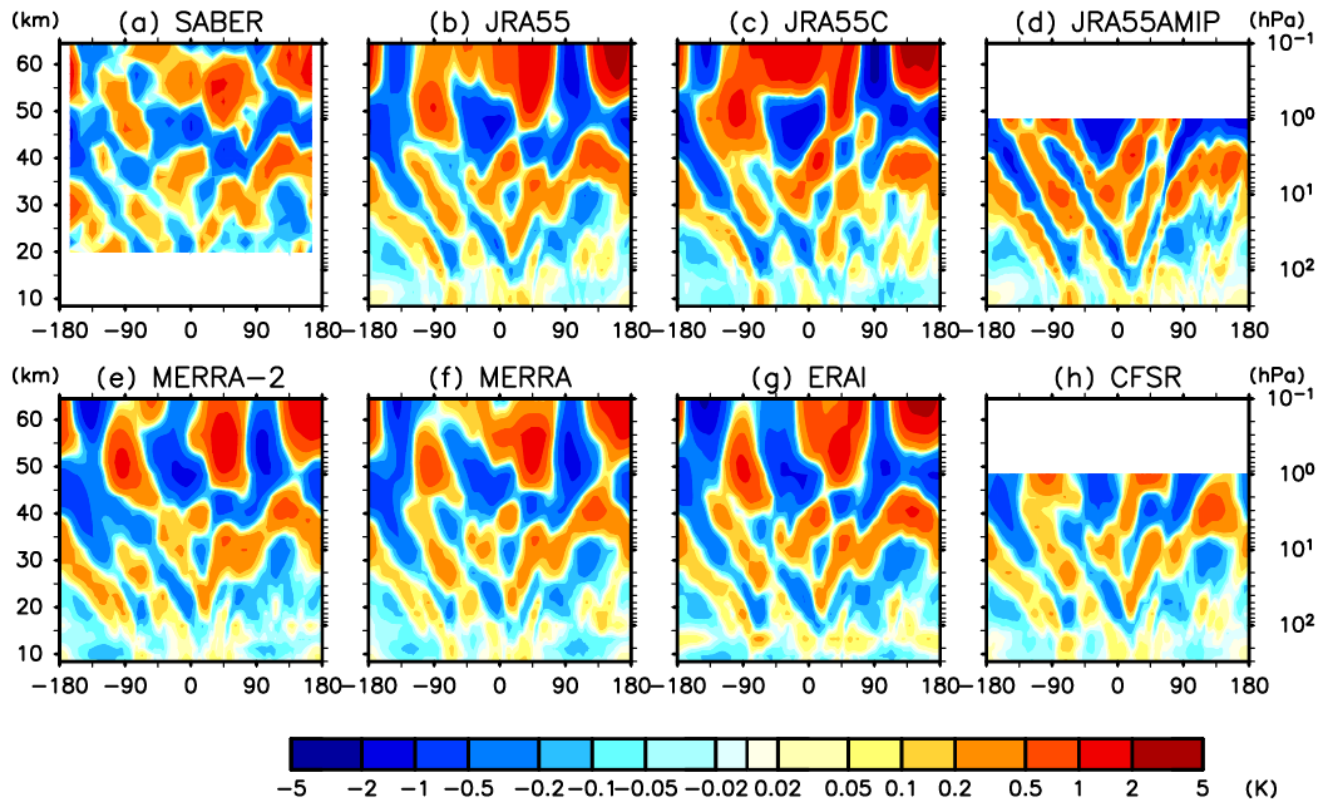 (km) (a) SABER (b) JRA55 (c) JRA55C (d) JRA55AMIP (hPa)
60 10⁻¹
50 10⁰
40
30 10¹
20
10 10²
−180 −90 0 90 180 −180 −90 0 90 180 −180 −90 0 90 180 −180 −90 0 90 180
(km) (e) MERRA−2 (f) MERRA (g) ERAI (h) CFSR (hPa)
60 10⁻¹
50 10⁰
40
30 10¹
20
10 10²
−180 −90 0 90 180 −180 −90 0 90 180 −180 −90 0 90 180 −180 −90 0 90 180
−5 −2 −1 −0.5 −0.2 −0.1 −0.05 −0.02 0.02 0.05 0.1 0.2 0.5 1 2 5 (K)